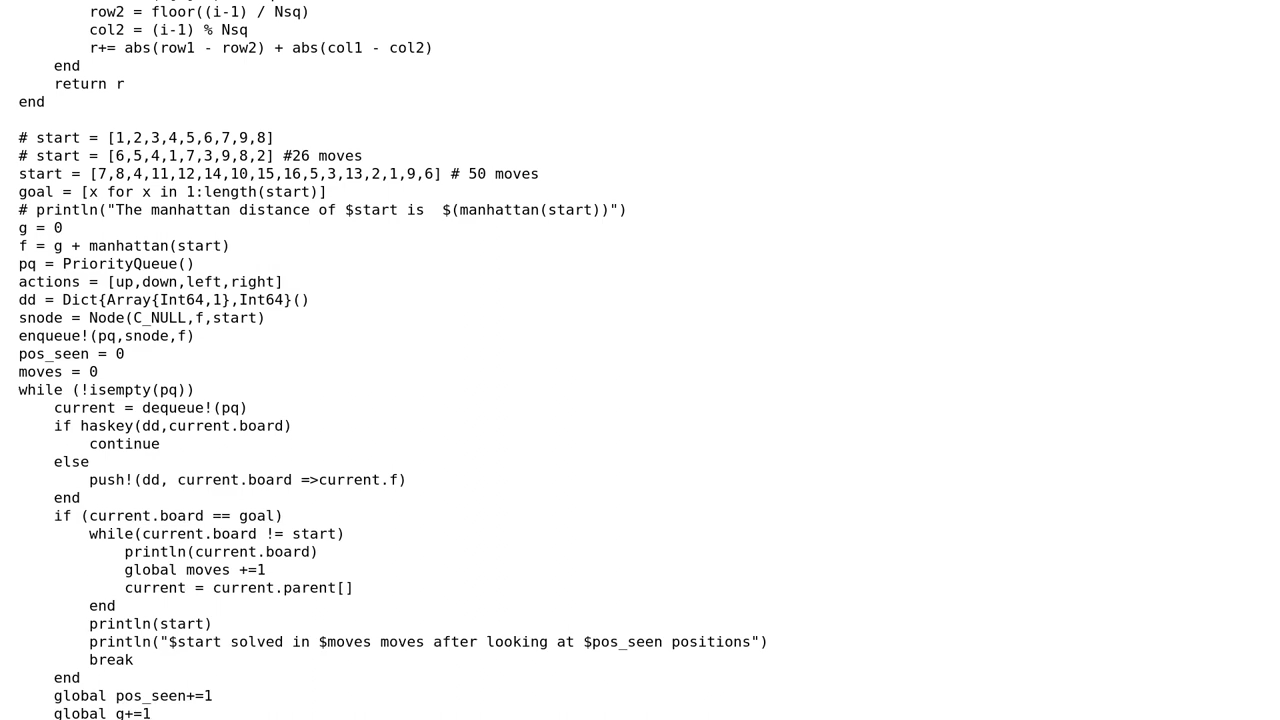 row2 = floor((i-1) / Nsq)
col2 = (i-1) % Nsq
r+= abs(row1 - row2) + abs(col1 - col2)
end
return r
end
# start = [1,2,3,4,5,6,7,9,8]
# start = [6,5,4,1,7,3,9,8,2] #26 moves
start = [7,8,4,11,12,14,10,15,16,5,3,13,2,1,9,6] # 50 moves
goal = [x for x in 1:length(start)]
# println("The manhattan distance of $start is  $(manhattan(start))")
g = 0
f = g + manhattan(start)
pq = PriorityQueue()
actions = [up,down,left,right]
dd = Dict{Array{Int64,1},Int64}()
snode = Node(C_NULL,f,start)
enqueue!(pq,snode,f)
pos_seen = 0
moves = 0
while (!isempty(pq))
current = dequeue!(pq)
if haskey(dd,current.board)
continue
else
push!(dd, current.board =>current.f)
end
if (current.board == goal)
while(current.board != start)
println(current.board)
global moves +=1
current = current.parent[]
end
println(start)
println("$start solved in $moves moves after looking at $pos_seen positions")
break
end
global pos_seen+=1
global g+=1